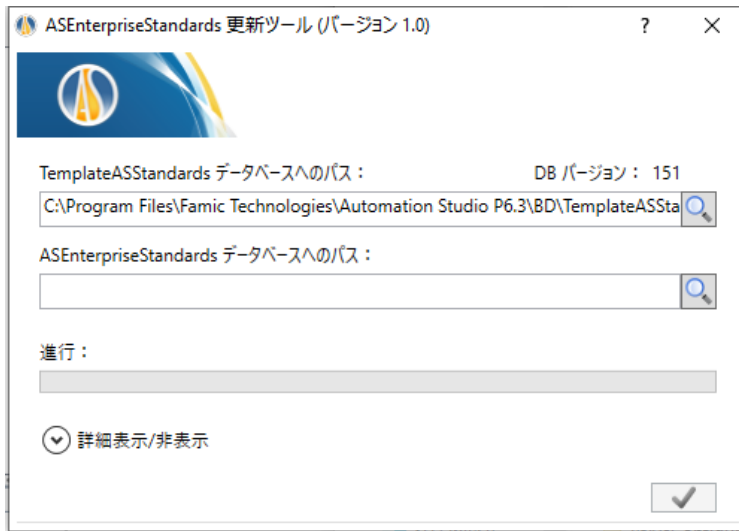 ASEnterpriseStandards 更新ツール (バージョン 1.0)
TemplateASStandards データベースへのパス： DB バージョン： 151
C:\Program Files\Famic Technologies\Automation Studio P6.3\BD\TemplateASSta
ASEnterpriseStandards データベースへのパス：
進行：
詳細表示/非表示